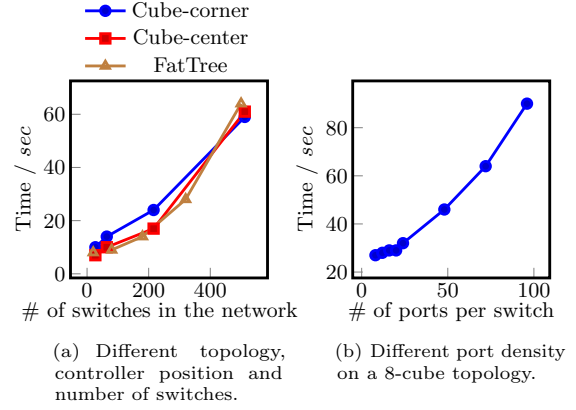 Cube-corner
Cube-center
FatTree
60
40
20
0
Time / sec
0 200 400
# of switches in the network
80
60
40
20
Time / sec
0 50 100
# of ports per switch
(a) Different topology,
controller position and
number of switches.
(b) Different port density
on a 8-cube topology.